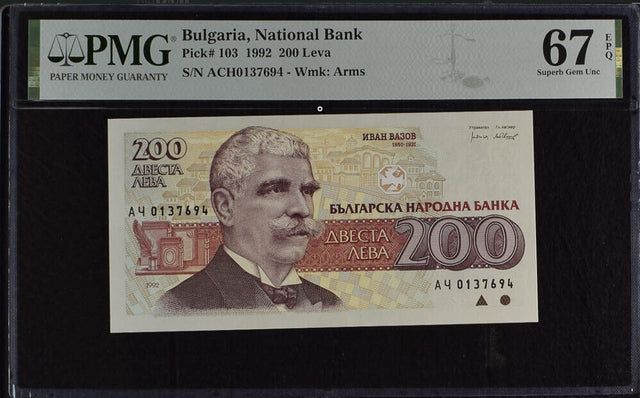 PMG
PAPER MONEY GUARANTY
Bulgaria, National Bank
Pick# 103 1992 200 Leva
S/N ACH0137694 - Wmk: Arms
67 EPQ
Superb Gem Unc
200
ДВЕСТА
ЛЕВА
ИВАН ВАЗОВ
1850-1921
АЧ 0137694
БЪЛГАРСКА НАРОДНА БАНКА
ДВЕСТА
ЛЕВА
200
1992
АЧ 0137694